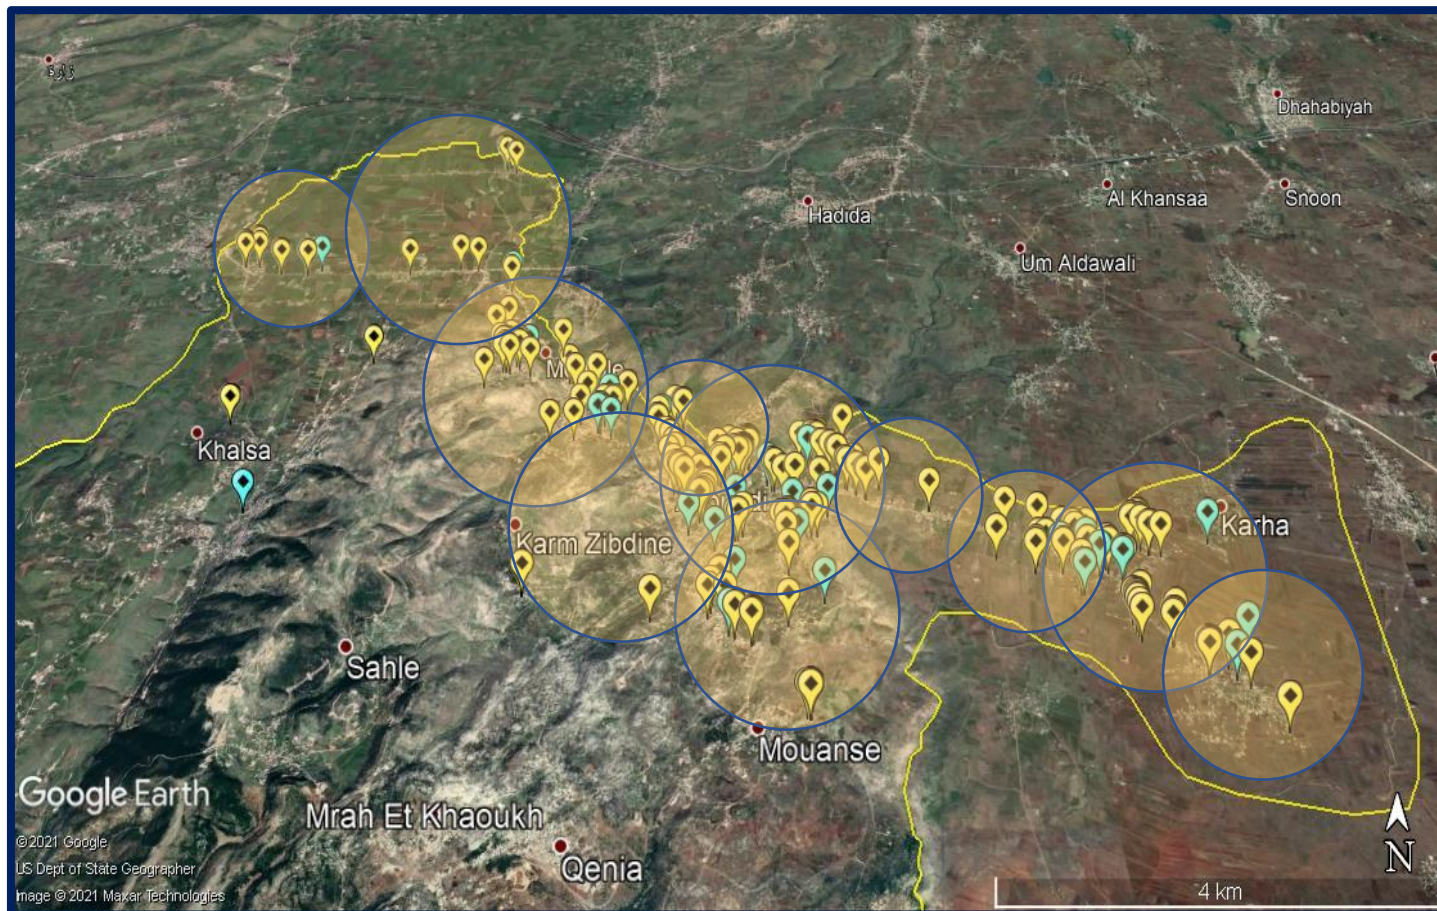 زارة
Dhahabiyah
Al Khansaa
Snoon
Hadida
Um Aldawali
Khalsa
Karha
Karm Zibdine
Sahle
Mouanse
Mrah Et Khaoukh
Qenia
Google Earth
©2021 Google
US Dept of State Geographer
Image © 2021 Maxar Technologies
N
4 km